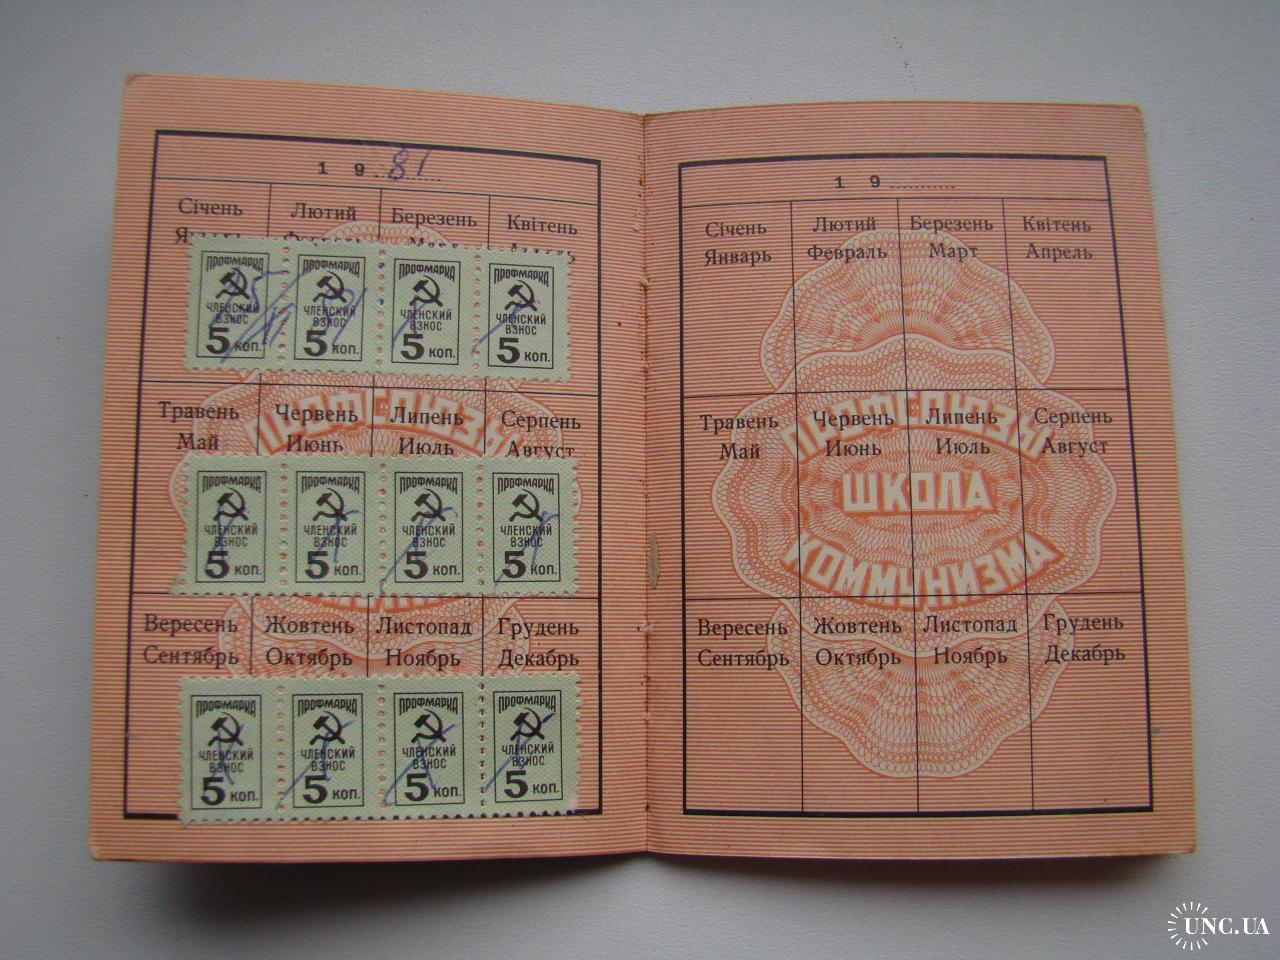 19 81
Січень Лютий Березень Квітень
ПРОФМАРКА ПРОФМАРКА ПРОФМАРКА ПРОФМАРКА
ЧЛЕНСКИЙ ЧЛЕНСКИЙ ЧЛЕНСКИЙ ЧЛЕНСКИЙ
ВЗНОС ВЗНОС ВЗНОС ВЗНОС
5 КОП. 5 КОП. 5 КОП. 5 КОП.
Травень Червень Липень Серпень
Май Июнь Июль Август
ПРОФСОЮЗЫ
ПРОФМАРКА ПРОФМАРКА ПРОФМАРКА ПРОФМАРКА
ЧЛЕНСКИЙ ЧЛЕНСКИЙ ЧЛЕНСКИЙ ЧЛЕНСКИЙ
ВЗНОС ВЗНОС ВЗНОС ВЗНОС
5 КОП. 5 КОП. 5 КОП. 5 КОП.
Вересень Жовтень Листопад Грудень
Сентябрь Октябрь Ноябрь Декабрь
ПРОФМАРКА ПРОФМАРКА ПРОФМАРКА ПРОФМАРКА
ЧЛЕНСКИЙ ЧЛЕНСКИЙ ЧЛЕНСКИЙ ЧЛЕНСКИЙ
ВЗНОС ВЗНОС ВЗНОС ВЗНОС
5 КОП. 5 КОП. 5 КОП. 5 КОП.
19
Січень Лютий Березень Квітень
Январь Февраль Март Апрель
Травень Червень Липень Серпень
Май Июнь Июль Август
ПРОФСОЮЗЫ
ШКОЛА
КОММУНИЗМА
Вересень Жовтень Листопад Грудень
Сентябрь Октябрь Ноябрь Декабрь
UNC.UA